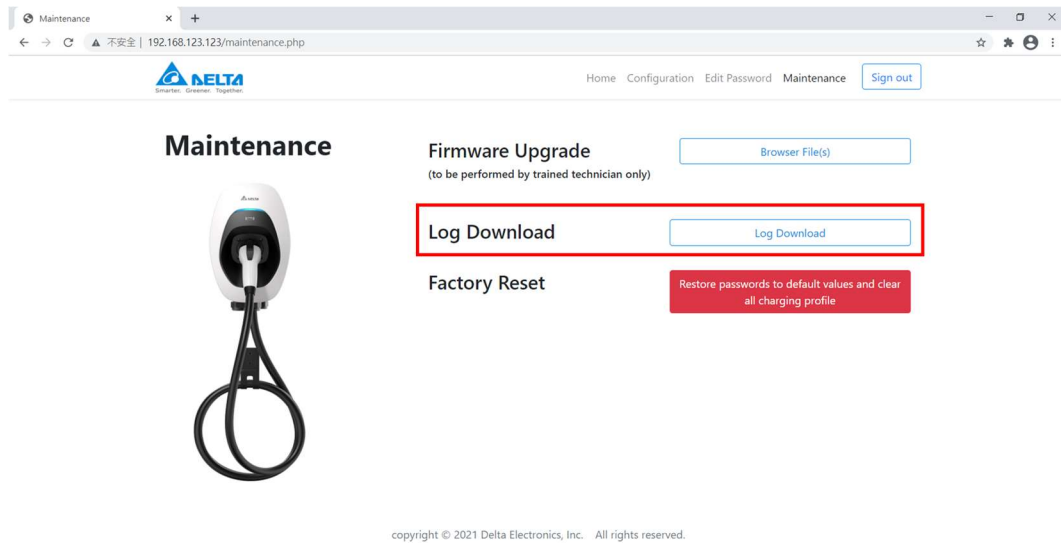 Maintenance
不安全 | 192.168.123.123/maintenance.php
DELTA
Smarter. Greener. Together.
Home Configuration Edit Password Maintenance Sign out
Maintenance
Firmware Upgrade
(to be performed by trained technician only)
Browser File(s)
Log Download
Log Download
Factory Reset
Restore passwords to default values and clear
all charging profile
copyright © 2021 Delta Electronics, Inc. All rights reserved.